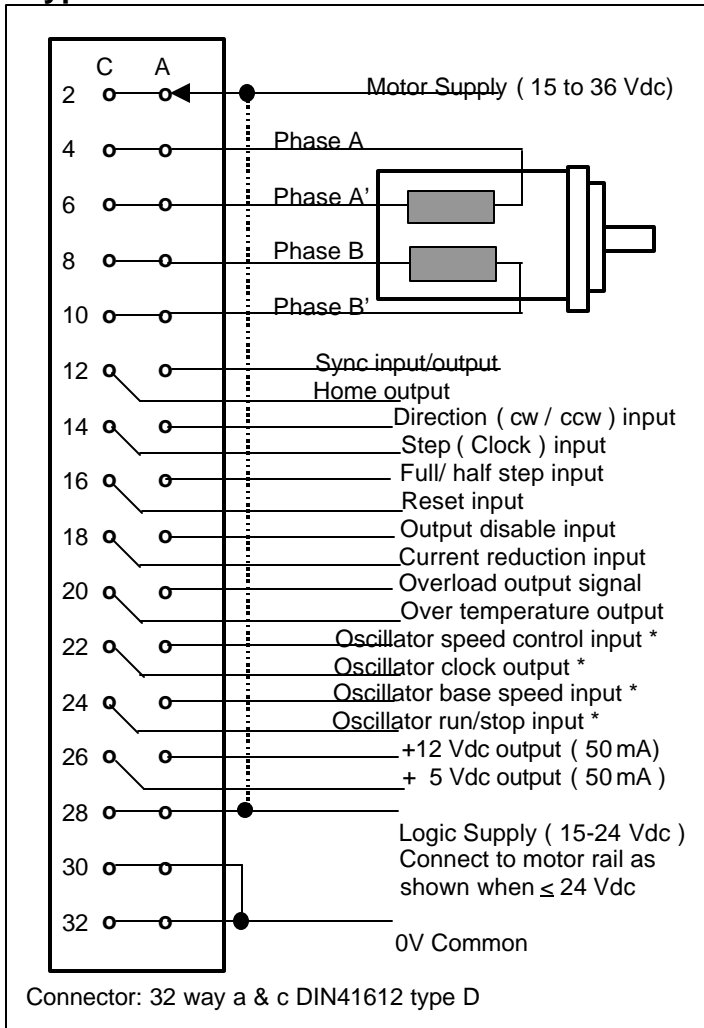 C A
2 Motor Supply ( 15 to 36 Vdc)
4 Phase A
6 Phase A’
8 Phase B
10 Phase B’
12 Sync input/output
Home output
14 Direction ( cw / ccw ) input
Step ( Clock ) input
16 Full/ half step input
Reset input
18 Output disable input
Current reduction input
20 Overload output signal
Over temperature output
22 Oscillator speed control input *
Oscillator clock output *
24 Oscillator base speed input *
Oscillator run/stop input *
26 +12 Vdc output ( 50 mA)
+ 5 Vdc output ( 50 mA )
28
Logic Supply ( 15-24 Vdc )
30 Connect to motor rail as
shown when ≤ 24 Vdc
32
0V Common
Connector: 32 way a & c DIN41612 type D